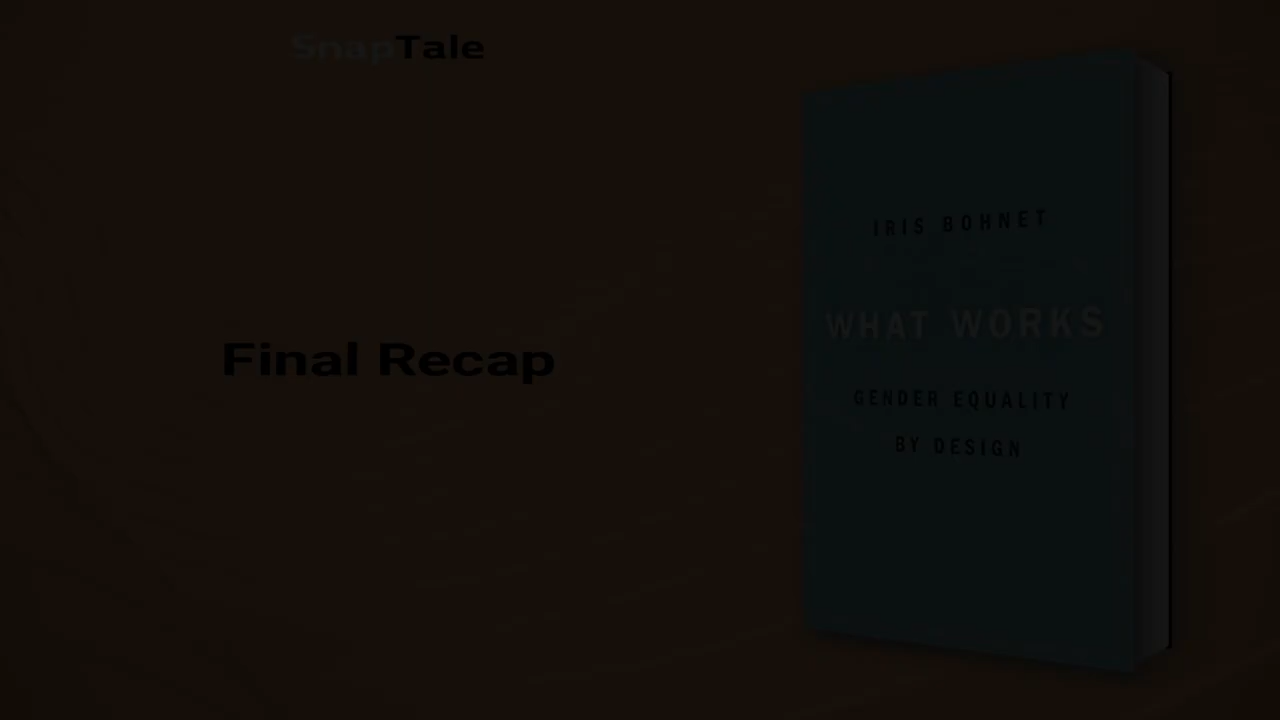 SnapTale
Final Recap
IRIS BOHNET
WHAT WORKS
GENDER EQUALITY
BY DESIGN